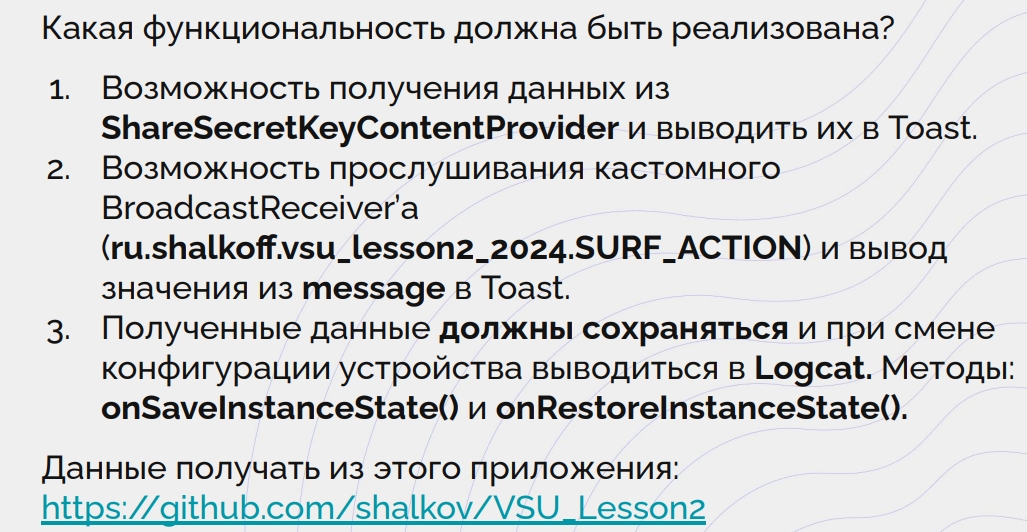 Какая функциональность должна быть реализована?
1. Возможность получения данных из
ShareSecretKeyContentProvider и выводить их в Toast.
2. Возможность прослушивания кастомного
BroadcastReceiver’a
(ru.shalkoff.vsu_lesson2_2024.SURF_ACTION) и вывод
значения из message в Toast.
3. Полученные данные должны сохраняться и при смене
конфигурации устройства выводиться в Logcat. Методы:
onSaveInstanceState() и onRestoreInstanceState().
Данные получать из этого приложения:
https://github.com/shalkov/VSU_Lesson2